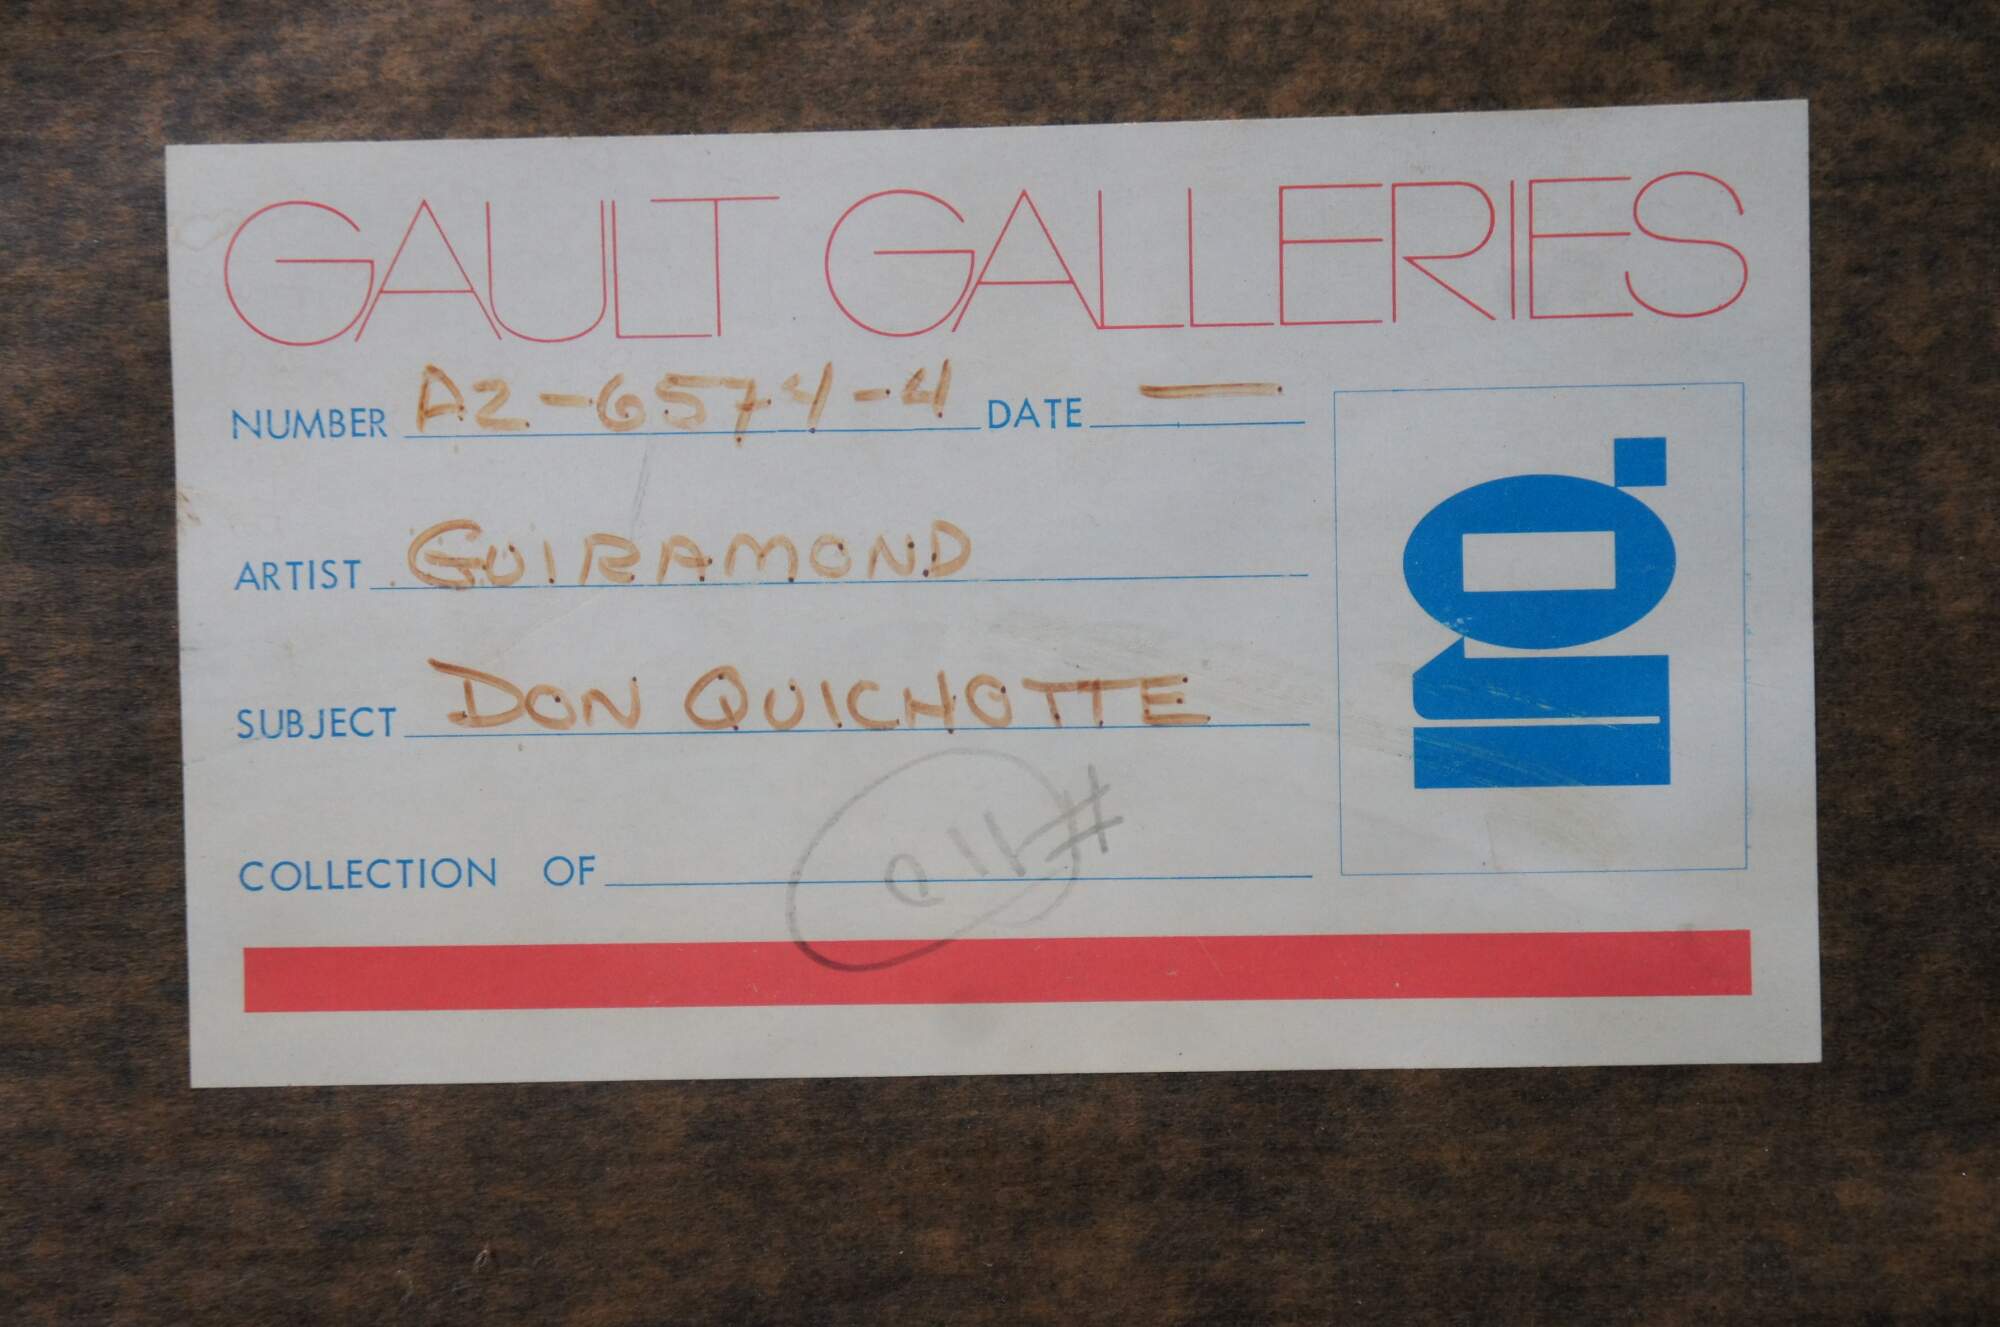 GAULT GALLERIES
NUMBER A2-6574-4 DATE —
ARTIST GUIRAMOND
SUBJECT DON QUICHOTTE
COLLECTION OF